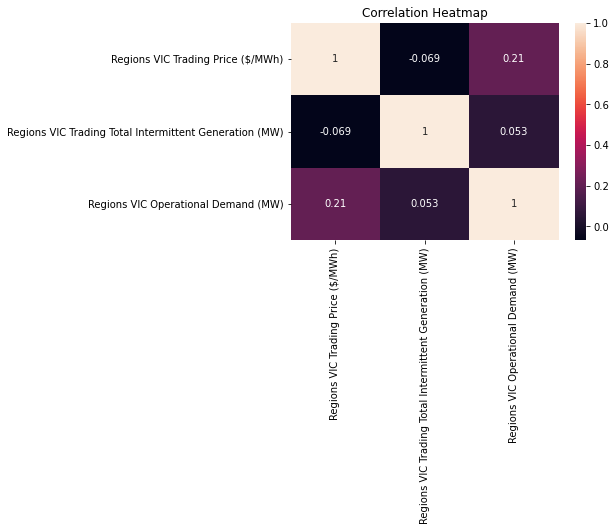 Correlation Heatmap
Regions VIC Trading Price ($/MWh)
1
-0.069
0.21
Regions VIC Trading Total Intermittent Generation (MW)
-0.069
1
0.053
Regions VIC Operational Demand (MW)
0.21
0.053
1
1.0
0.8
0.6
0.4
0.2
0.0
Regions VIC Trading Price ($/MWh)
Regions VIC Trading Total Intermittent Generation (MW)
Regions VIC Operational Demand (MW)